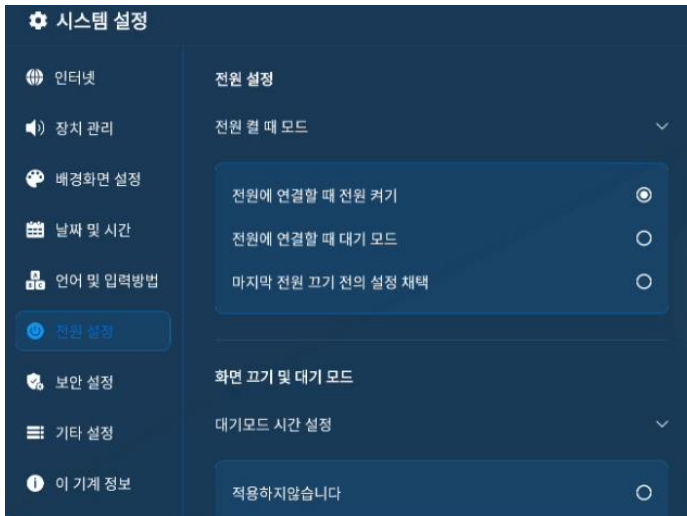 시스템 설정
인터넷
장치 관리
배경화면 설정
날짜 및 시간
언어 및 입력방법
전원 설정
보안 설정
기타 설정
이 기계 정보
전원 설정
전원 켤 때 모드
전원에 연결할 때 전원 켜기
전원에 연결할 때 대기 모드
마지막 전원 끄기 전의 설정 채택
화면 끄기 및 대기 모드
대기모드 시간 설정
적용하지않습니다